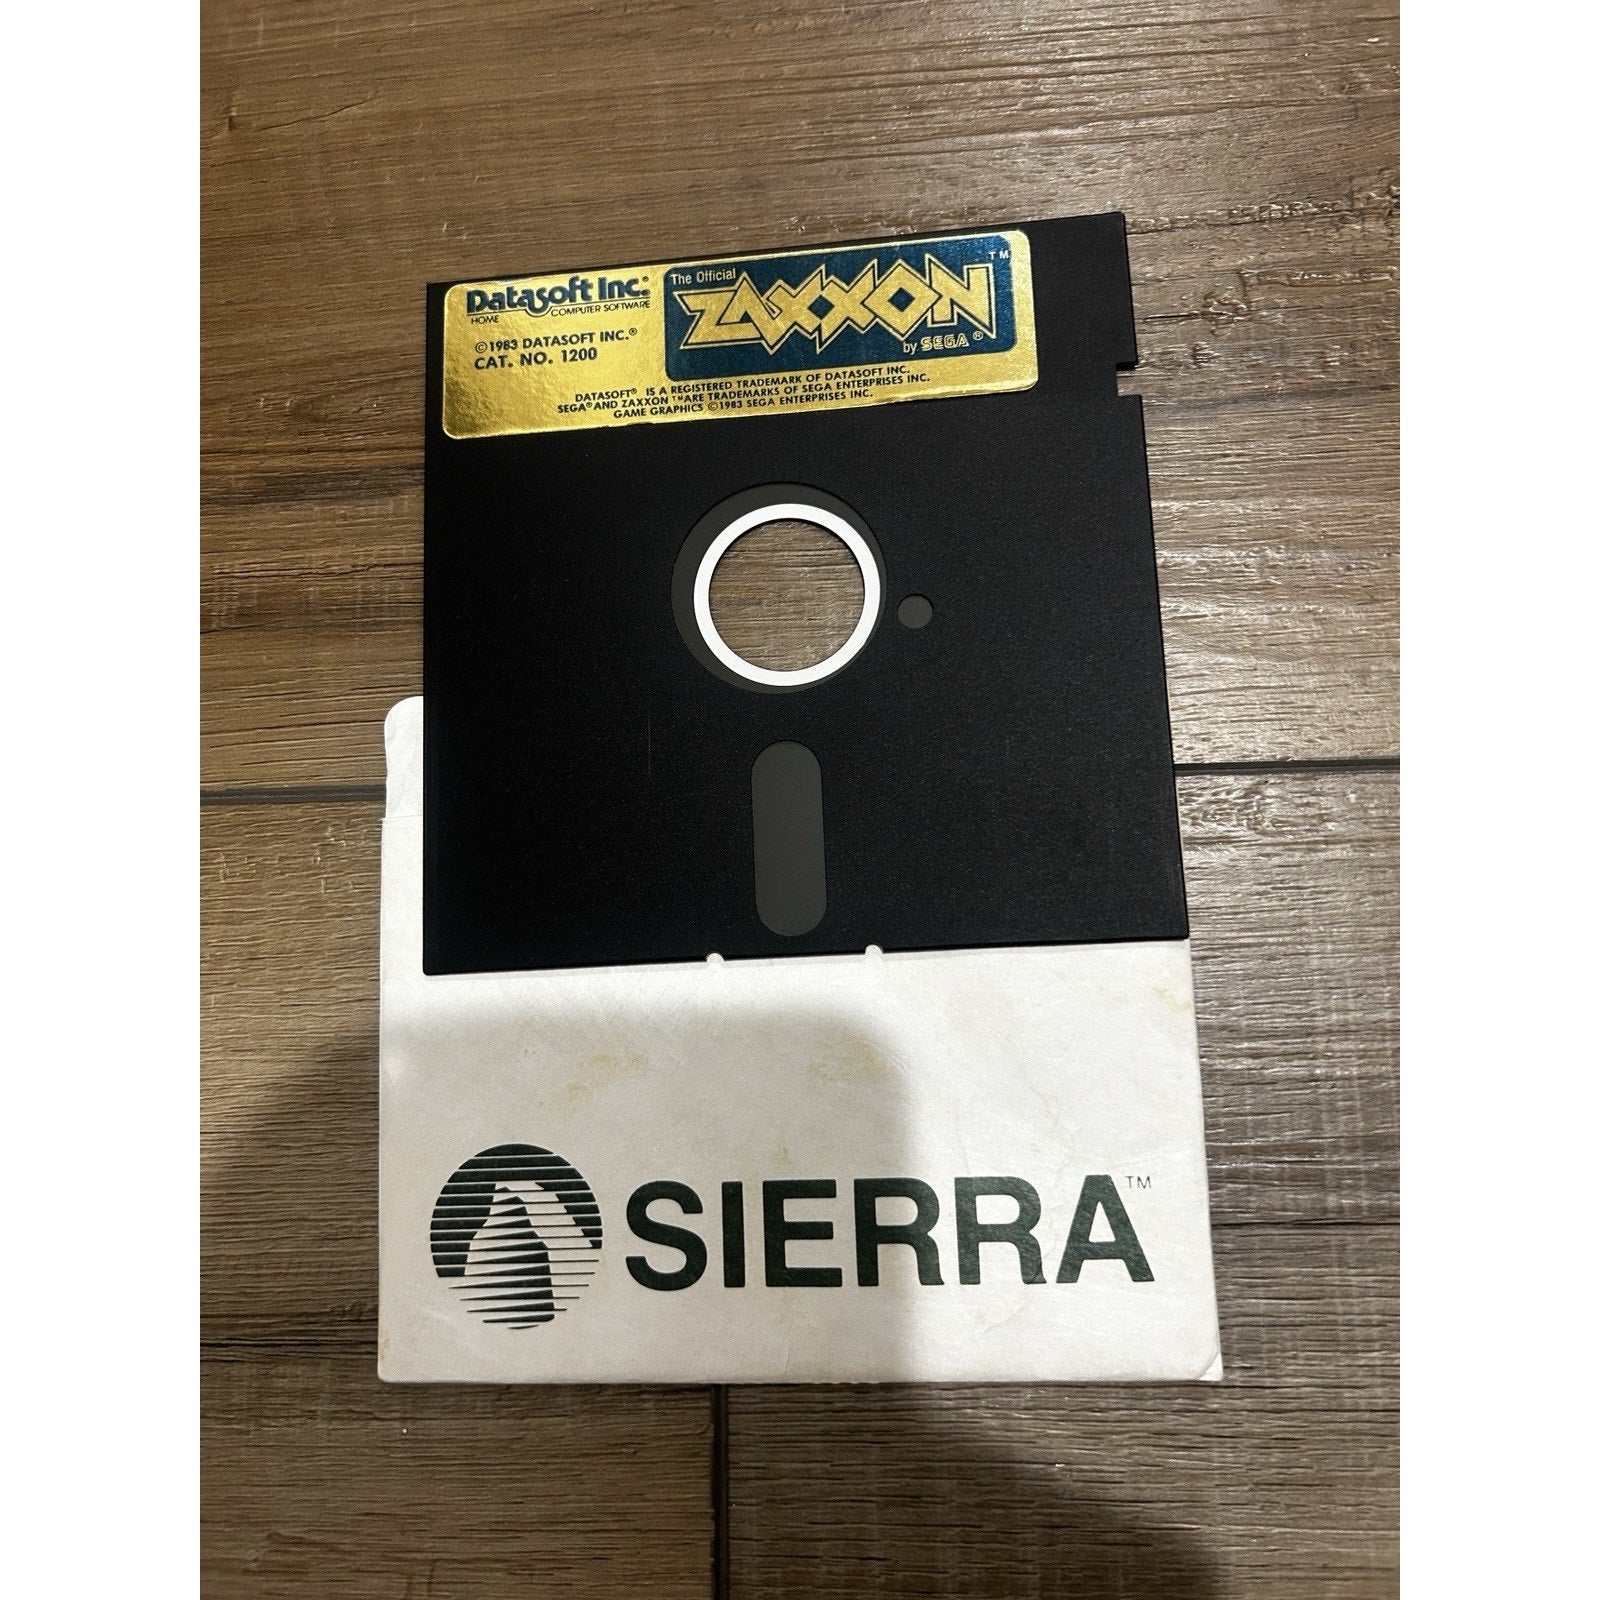 Datasoft Inc.®
HOME COMPUTER SOFTWARE
©1983 DATASOFT INC.®
CAT. NO. 1200
The Official
ZAXXON™
by SEGA®
DATASOFT® IS A REGISTERED TRADEMARK OF DATASOFT INC.
SEGA® AND ZAXXON™ ARE TRADEMARKS OF SEGA ENTERPRISES INC.
GAME GRAPHICS ©1983 SEGA ENTERPRISES INC.
SIERRA™